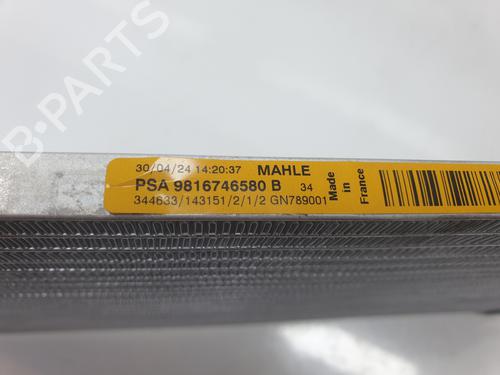 30/04/24 14:20:37 MAHLE
PSA 9816746580 B 34
344633/143151/2/1/2 GN789001
Made in France
B-PARTS